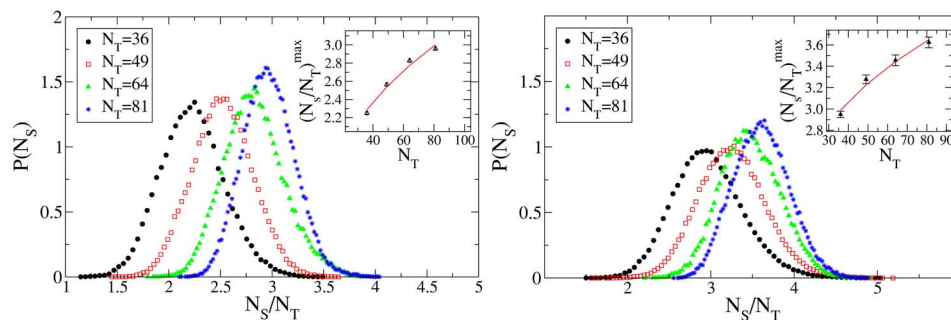 N_T=36
N_T=49
N_T=64
N_T=81
P(N_S)
2
1.5
1
0.5
0
1 1.5 2 2.5 3 3.5 4 4.5 5
N_S/N_T
(N_s/N_T)^max
3.0
2.8
2.6
2.4
2.2
40 60 80 100
N_T
N_T=36
N_T=49
N_T=64
N_T=81
P(N_S)
2
1.5
1
0.5
0
2 3 4 5
N_S/N_T
(N_s/N_T)^max
3.6
3.4
3.2
3.0
2.8
30 40 50 60 70 80 90
N_T